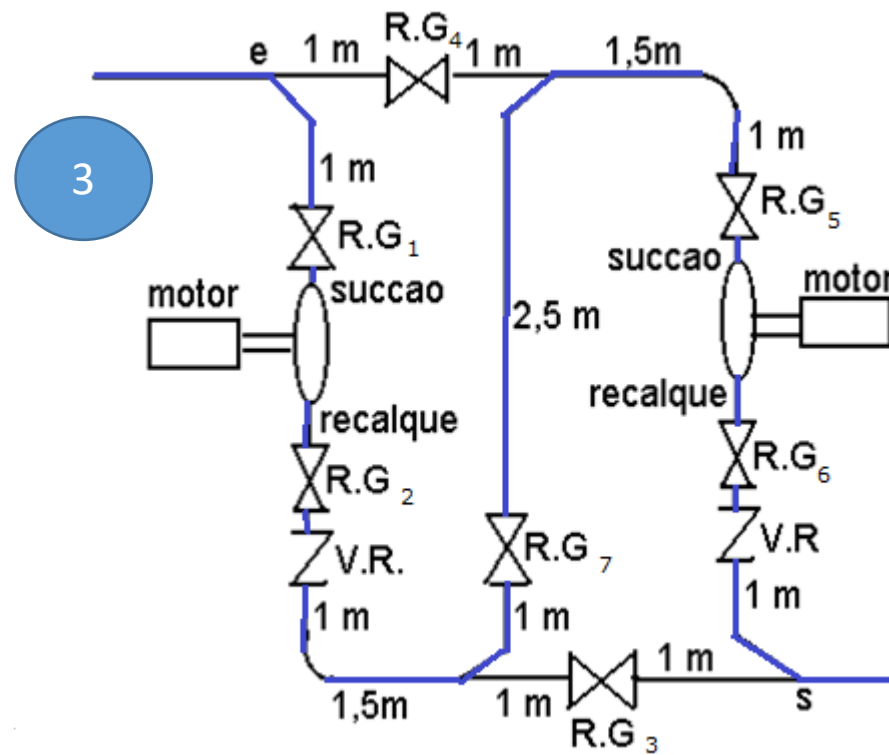 R.G4
e
1 m
1 m
1,5m
3
1 m
1 m
R.G1
R.G5
succao
succao
motor
motor
2,5 m
recalque
recalque
R.G 2
R.G6
R.G 7
V.R.
V.R
1 m
1 m
1 m
1,5m
1 m
1 m
s
R.G3